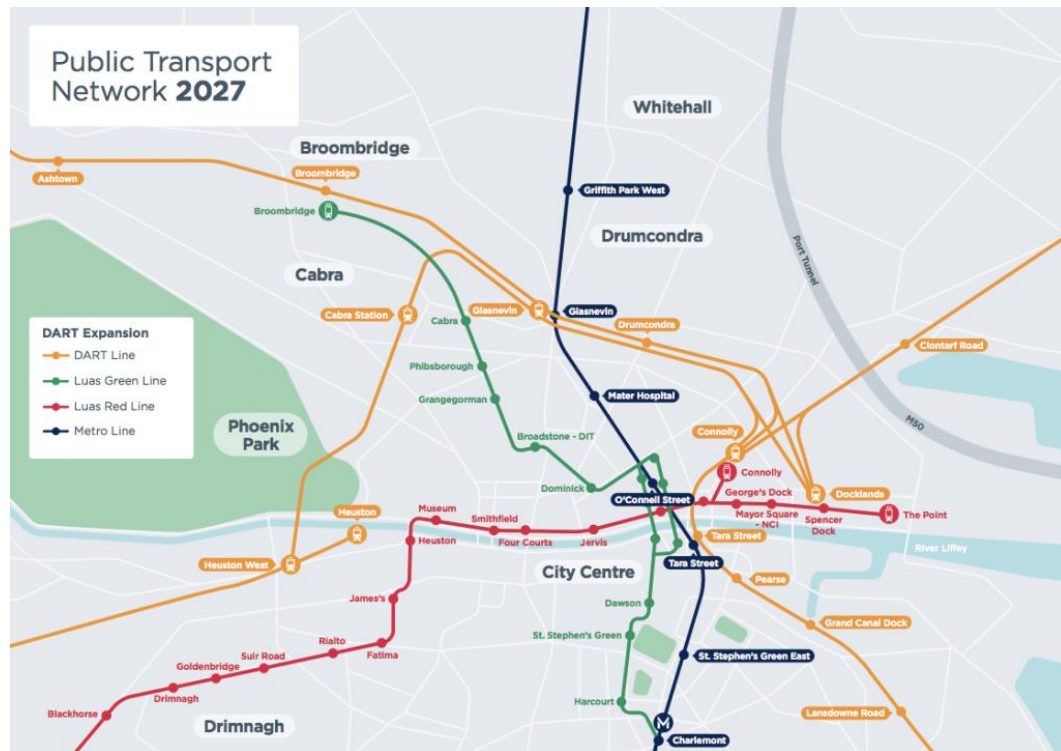 Public Transport
Network 2027
Whitehall
Broombridge
Ashtown
Broombridge
Griffith Park West
Broombridge
Drumcondra
Port Tunnel
Cabra
Cabra Station
Glasnevin
Glasnevin
Cabra
Drumcondra
Clontarf Road
DART Expansion
DART Line
Luas Green Line
Luas Red Line
Metro Line
Phibsborough
Grangegorman
Mater Hospital
Phoenix
Park
M50
Broadstone - DIT
Connolly
Connolly
Dominick
O'Connell Street
George's Dock
Docklands
Museum
Heuston
Smithfield
Four Courts
Jervis
Mayor Square
- NCI
Spencer
Dock
The Point
Heuston
Tara Street
River Liffey
Heuston West
City Centre
Tara Street
Pearse
James's
Dawson
Grand Canal Dock
St. Stephen's Green
Rialto
Suir Road
Fatima
St. Stephen's Green East
Goldenbridge
Drimnagh
Harcourt
Blackhorse
Drimnagh
Lansdowne Road
M
Charlemont